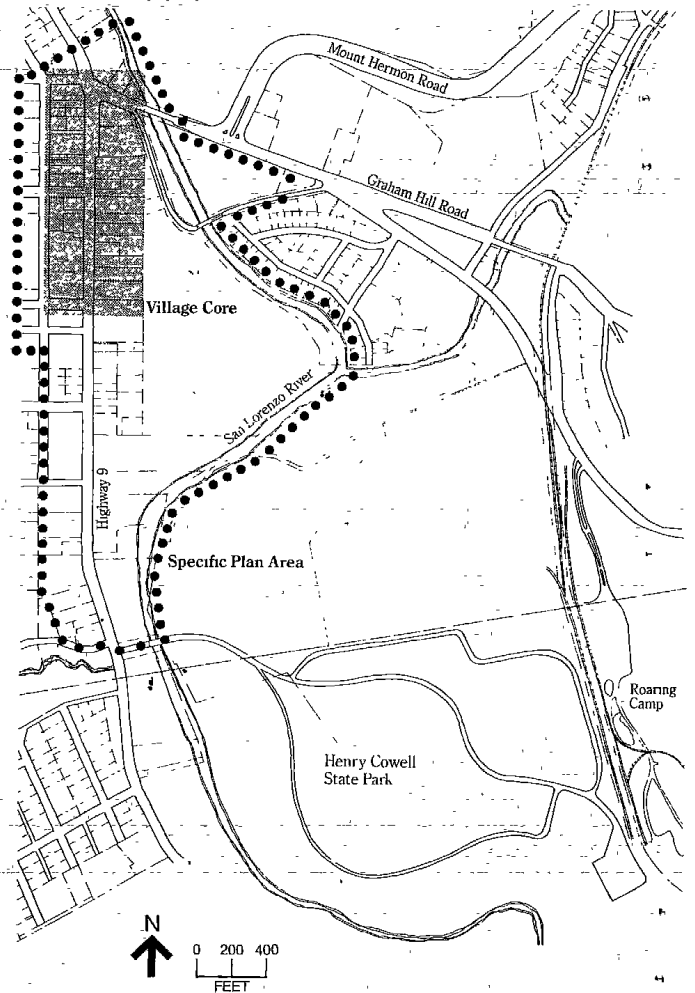 Mount Hermon Road
Graham Hill Road
Village Core
San Lorenzo River
Highway 9
Specific Plan Area
Roaring
Camp
Henry Cowell
State Park
N
0 200 400
FEET